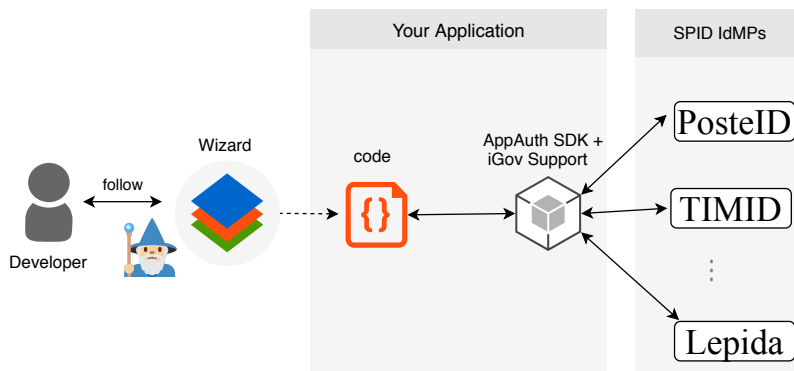 Your Application
SPID IdMPs
Wizard
follow
Developer
code
{}
AppAuth SDK +
iGov Support
PosteID
TIMID
⋮
Lepida